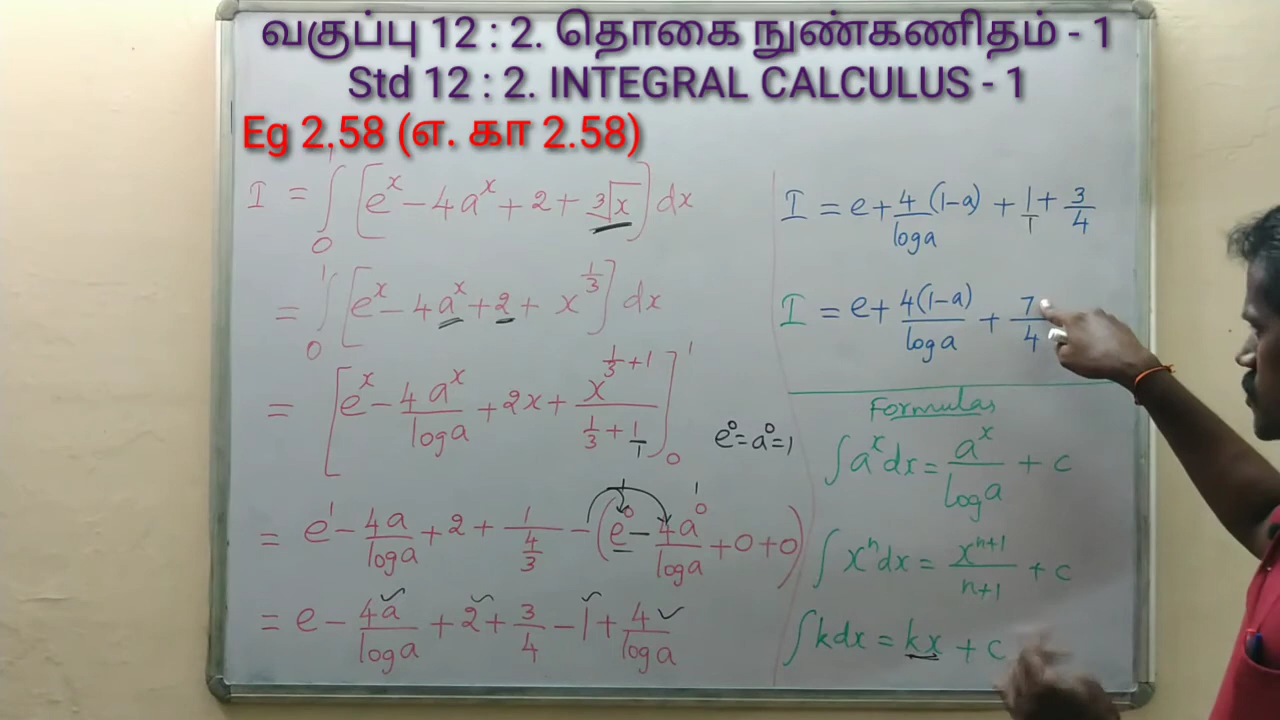 வகுப்பு 12 : 2. தொகை நுண்கணிதம் - 1
Std 12 : 2. INTEGRAL CALCULUS - 1
Eg 2.58 (எ. கா 2.58)
I = ∫₀¹ [eˣ − 4aˣ + 2 + ∛x] dx
= ∫₀¹ [eˣ − 4aˣ + 2 + x^(1/3)] dx
= [eˣ − 4aˣ/log a + 2x + x^(1/3 + 1)/(1/3 + 1/1)]₀¹
e⁰ = a⁰ = 1
= e¹ − 4a/log a + 2 + 1/(4/3) − (e⁰ − 4a⁰/log a + 0 + 0)
1 1
= e − 4a/log a + 2 + 3/4 − 1 + 4/log a
I = e + 4/log a (1−a) + 1/1 + 3/4
I = e + 4(1−a)/log a + 7/4
Formulas
∫aˣ dx = aˣ/log a + c
∫xⁿ dx = xⁿ⁺¹/n+1 + c
∫k dx = kx + c